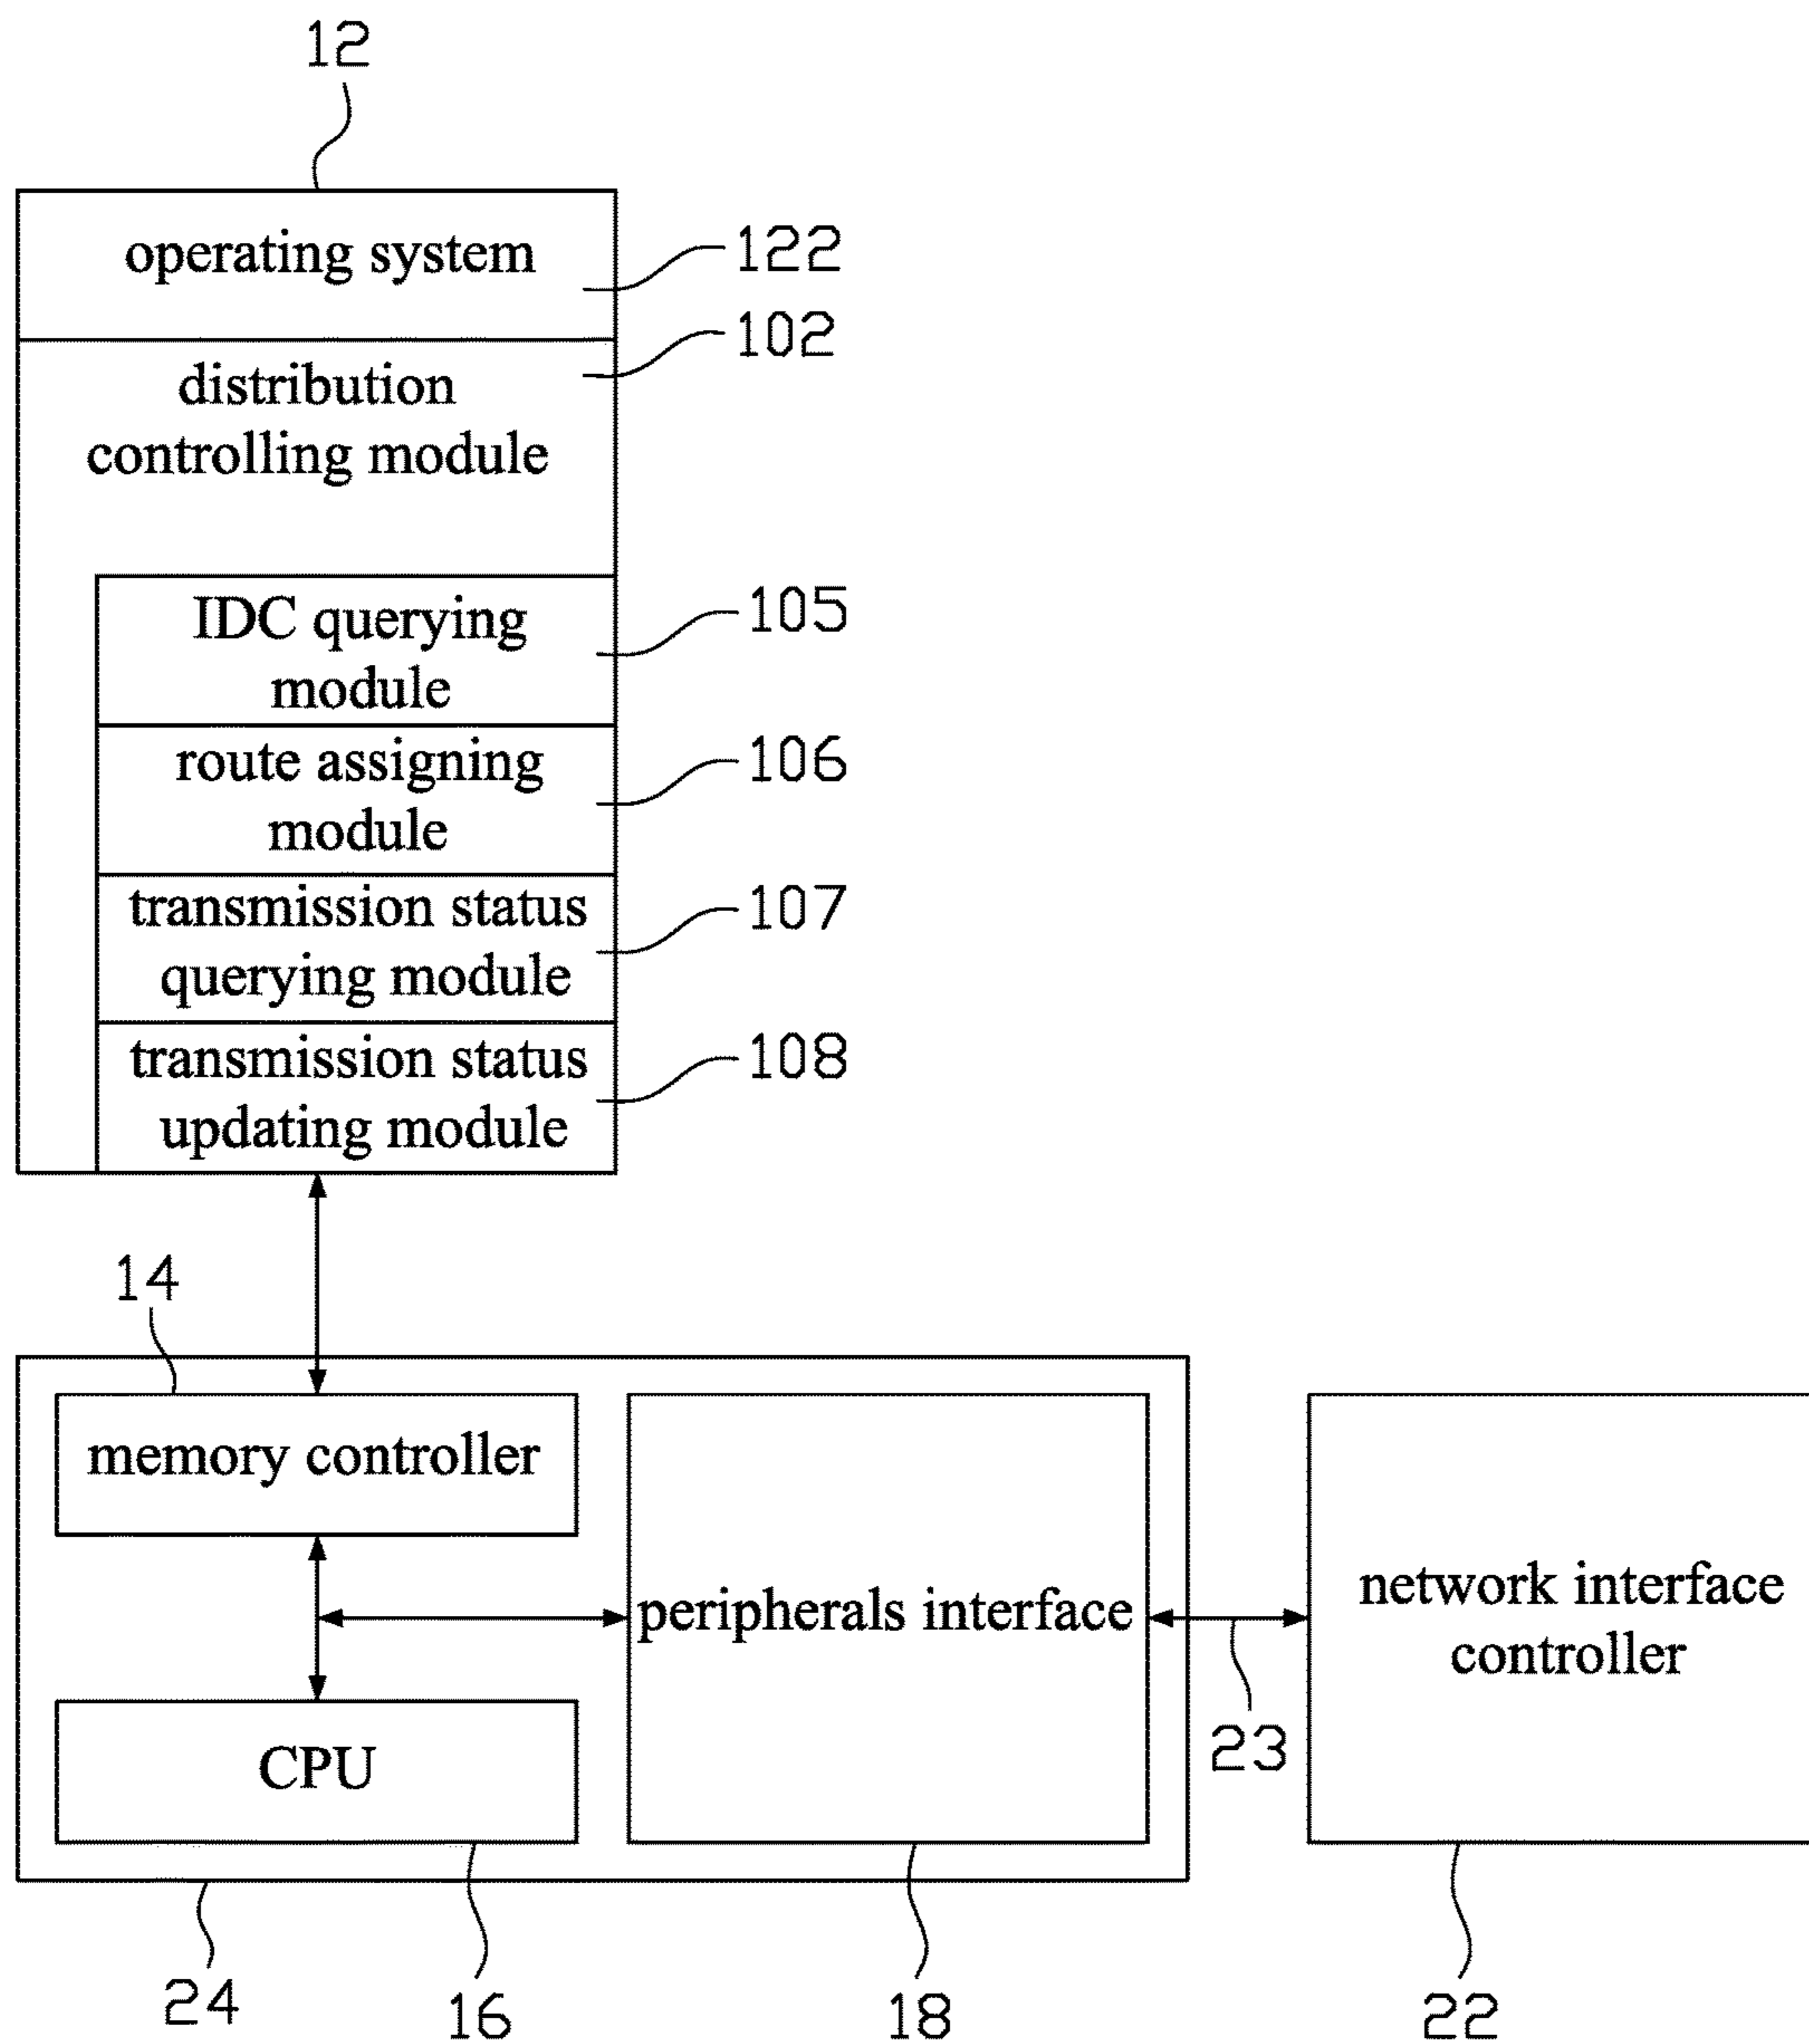 12
operating system
122
102
distribution
controlling module
IDC querying
module
105
route assigning
module
106
transmission status
querying module
107
transmission status
updating module
108
14
memory controller
peripherals interface
network interface
controller
CPU
23
24
16
18
22